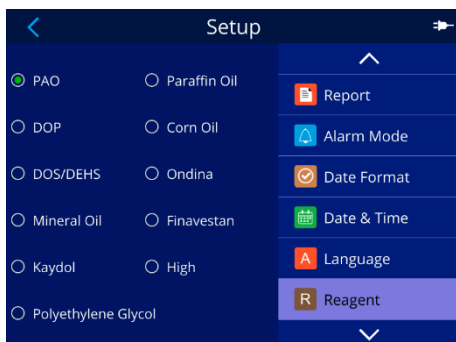 Setup
PAO
Paraffin Oil
DOP
Corn Oil
DOS/DEHS
Ondina
Mineral Oil
Finavestan
Kaydol
High
Polyethylene Glycol
Report
Alarm Mode
Date Format
Date & Time
A Language
R Reagent